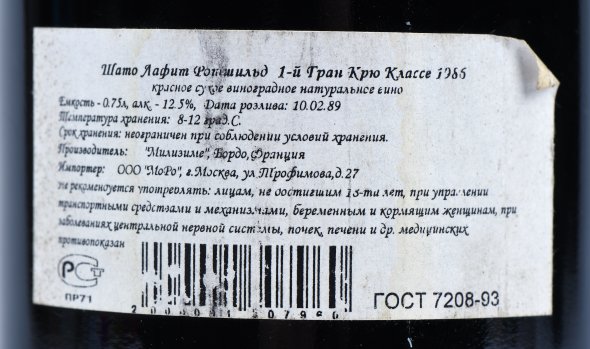 Шато Лафит Ротшильд 1-й Гран Крю Классе 1986
красное сухое виноградное натуральное вино
Емкость - 0.75л, алк. - 12.5%, Дата розлива: 10.02.89
Температура хранения: 8-12 град.С.
Срок хранения: неограничен при соблюдении условий хранения.
Производитель: "Милизиме", Бордо, Франция
Импортер: ООО "МоРо", г.Москва, ул.Трофимова,д.27
не рекомендуется употреблять: лицам, не достигшим 18-ти лет, при управлении
транспортными средствами и механизмами, беременным и кормящим женщинам, при
заболеваниях центральной нервной системы, почек, печени и др. медицинских
противопоказан
РСТ
ПР71
ГОСТ 7208-93